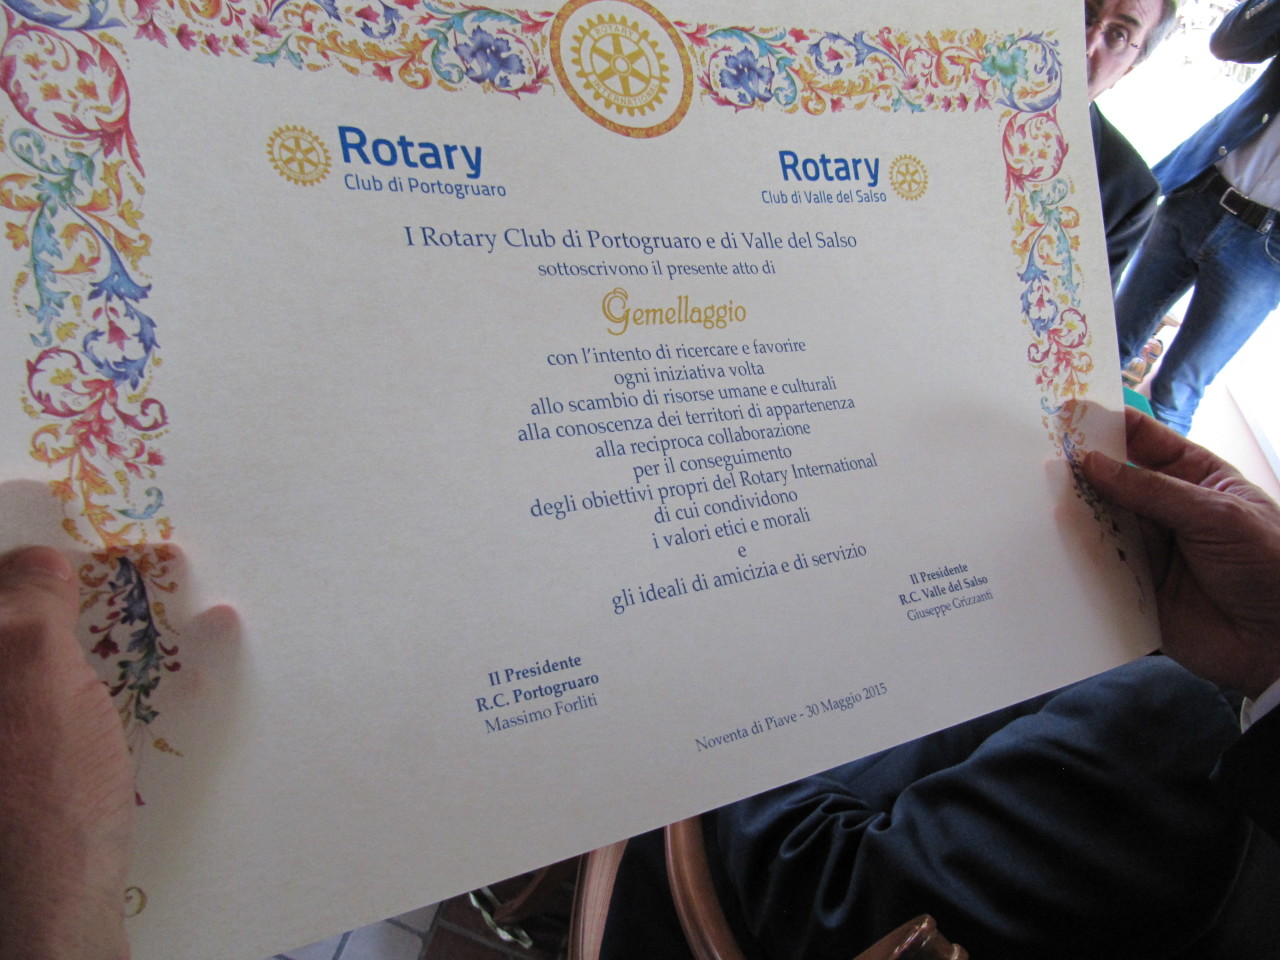 ROTARY
INTERNATIONAL
Rotary
Club di Portogruaro
Rotary
Club di Valle del Salso
I Rotary Club di Portogruaro e di Valle del Salso
sottoscrivono il presente atto di
Gemellaggio
con l'intento di ricercare e favorire
ogni iniziativa volta
allo scambio di risorse umane e culturali
alla conoscenza dei territori di appartenenza
alla reciproca collaborazione
per il conseguimento
degli obiettivi propri del Rotary International
di cui condividono
i valori etici e morali
e
gli ideali di amicizia e di servizio
Il Presidente
R.C. Valle del Salso
Giuseppe Grizzanti
Il Presidente
R.C. Portogruaro
Massimo Forliti
Noventa di Piave - 30 Maggio 2015